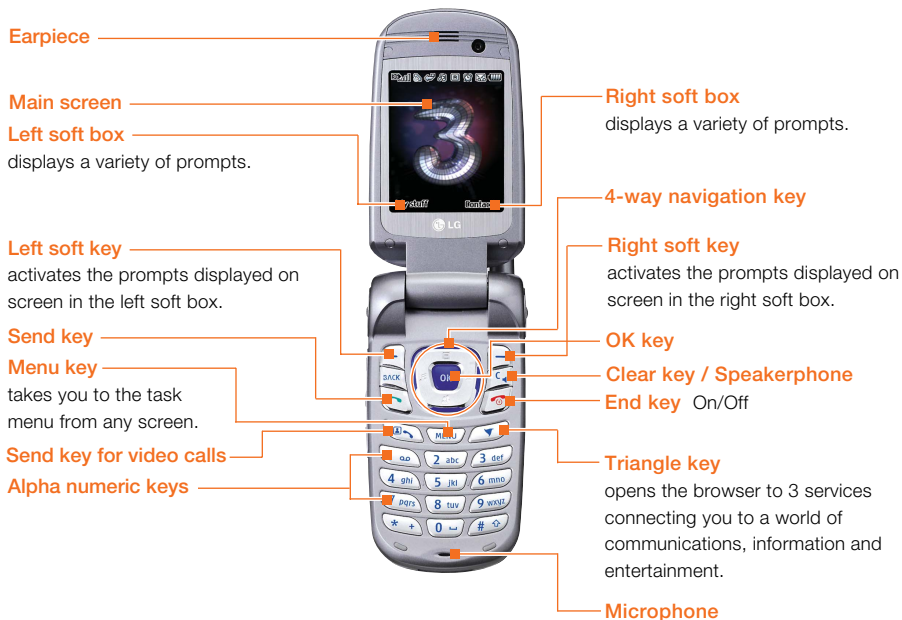 Earpiece
Main screen
Left soft box
displays a variety of prompts.
Left soft key
activates the prompts displayed on
screen in the left soft box.
Send key
Menu key
takes you to the task
menu from any screen.
Send key for video calls
Alpha numeric keys
3
stuff
LG
BACK
OK
C
MENU
2 abc
3 def
4 ghi
5 jkl
6 mno
7 pqrs
8 tuv
9 wxyz
* +
0
#
Right soft box
displays a variety of prompts.
4-way navigation key
Right soft key
activates the prompts displayed on
screen in the right soft box.
OK key
Clear key / Speakerphone
End key On/Off
Triangle key
opens the browser to 3 services
connecting you to a world of
communications, information and
entertainment.
Microphone